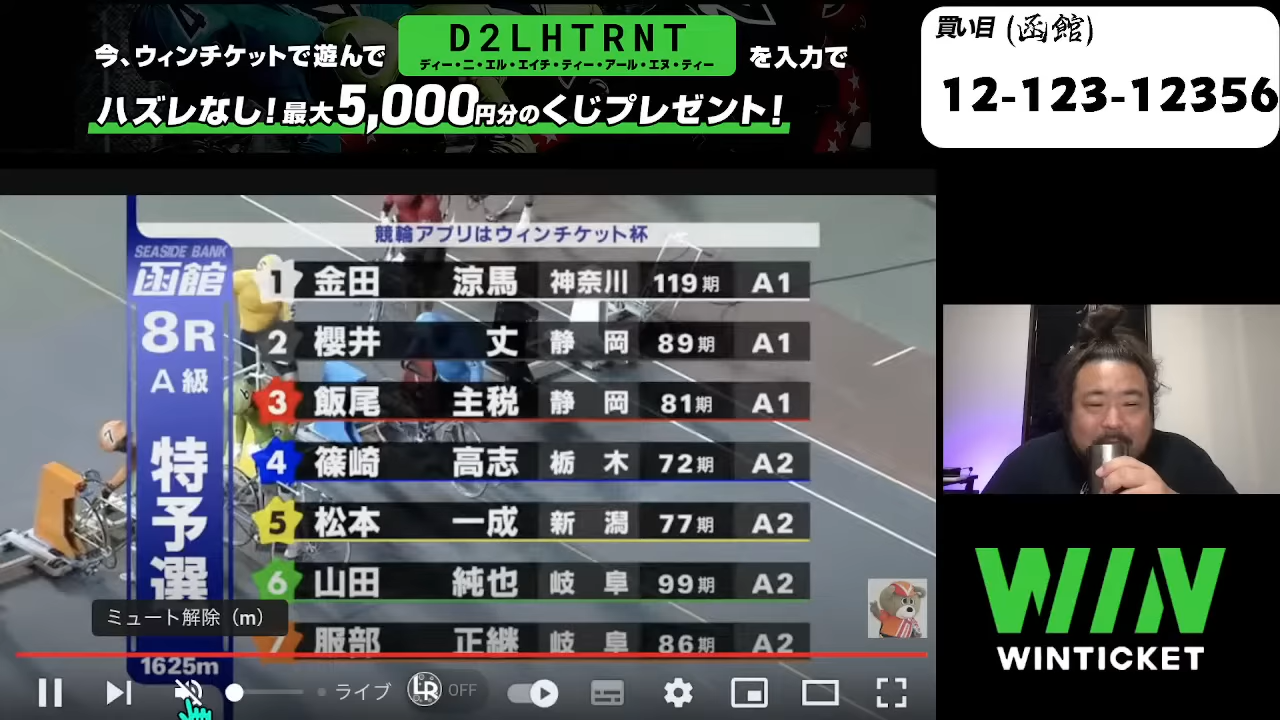 今、ウィンチケットで遊んで D2LHTRNT を入力で
ディー・ニ・エル・エイチ・ティー・アール・エヌ・ティー
ハズレなし!最大5,000円分のくじプレゼント!
買い目(函館)
12-123-12356
競輪アプリはウィンチケット杯
SEASIDE BANK
函館
8R
A級
特予選
1625m
1 金田 涼馬 神奈川 119期 A1
2 櫻井 丈 静岡 89期 A1
3 飯尾 主税 静岡 81期 A1
4 篠崎 高志 栃木 72期 A2
5 松本 一成 新潟 77期 A2
6 山田 純也 岐阜 99期 A2
7 服部 正継 岐阜 86期 A2
7
ミュート解除(m)
ライブ
LR OFF
WIN
WINTICKET